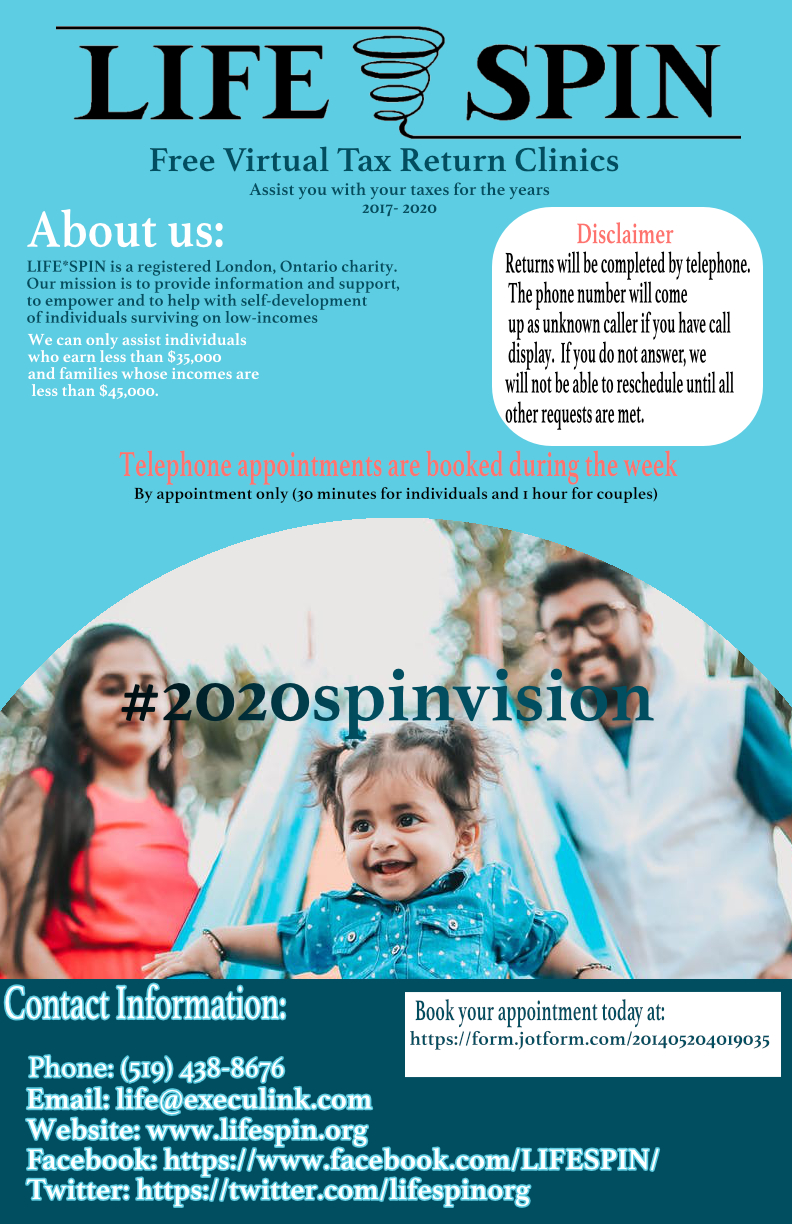 LIFE SPIN
Free Virtual Tax Return Clinics
Assist you with your taxes for the years
2017- 2020
About us:
LIFE*SPIN is a registered London, Ontario charity.
Our mission is to provide information and support,
to empower and to help with self-development
of individuals surviving on low-incomes
We can only assist individuals
who earn less than $35,000
and families whose incomes are
less than $45,000.
Disclaimer
Returns will be completed by telephone.
The phone number will come
up as unknown caller if you have call
display. If you do not answer, we
will not be able to reschedule until all
other requests are met.
Telephone appointments are booked during the week
By appointment only (30 minutes for individuals and 1 hour for couples)
#2020spinvision
Contact Information:
Phone: (519) 438-8676
Email: life@execulink.com
Website: www.lifespin.org
Facebook: https://www.facebook.com/LIFESPIN/
Twitter: https://twitter.com/lifespinorg
Book your appointment today at:
https://form.jotform.com/201405204019035